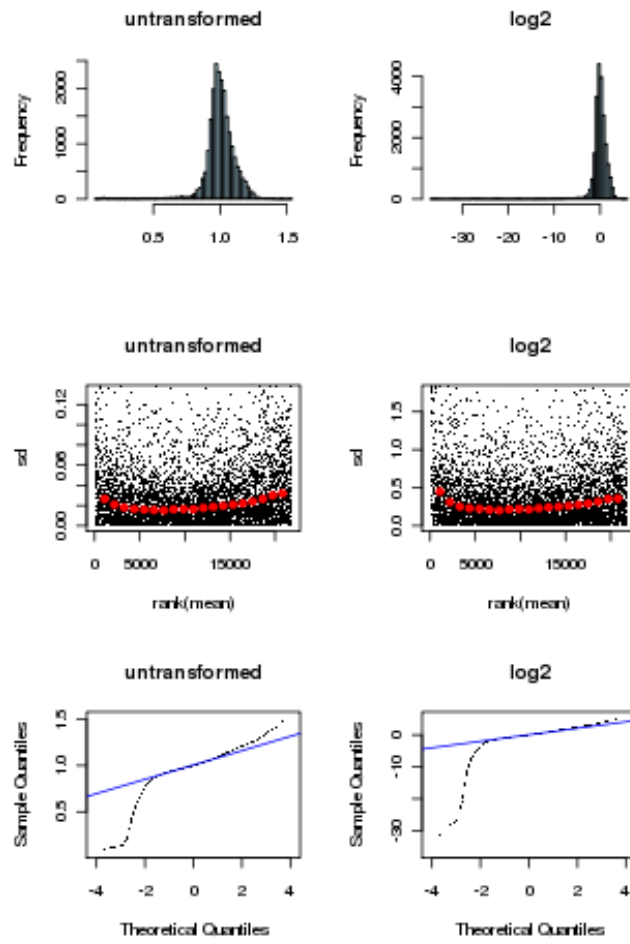 untransformed
log2
Frequency
0 1000 2000
0.5 1.0 1.5
Frequency
0 2000 4000
-30 -20 -10 0
untransformed
log2
sd
0.00 0.06 0.12
0 5000 15000
rank(mean)
sd
0.0 0.5 1.0 1.5
0 5000 15000
rank(mean)
untransformed
log2
Sample Quantiles
0.5 1.0 1.5
-4 -2 0 2 4
Theoretical Quantiles
Sample Quantiles
-30 -10 0
-4 -2 0 2 4
Theoretical Quantiles